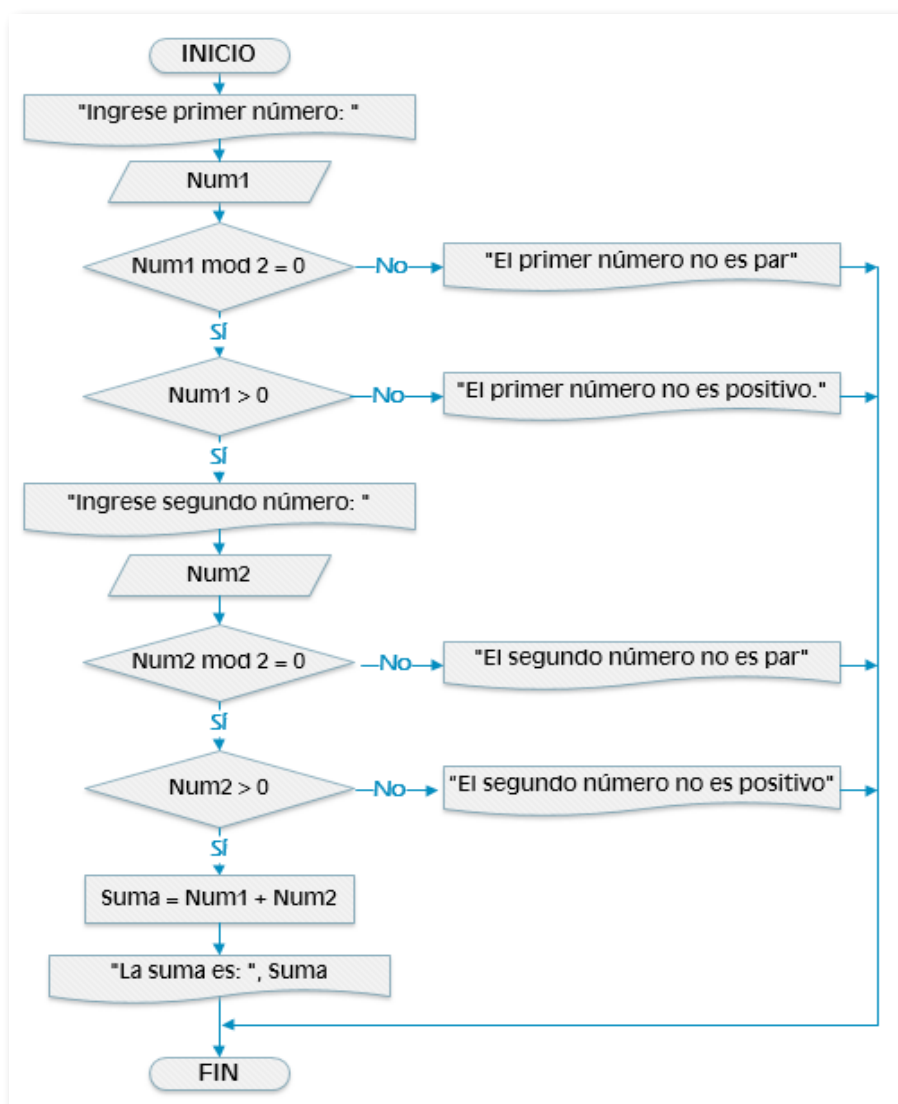 INICIO
"Ingrese primer número: "
Num1
Num1 mod 2 = 0
No
"El primer número no es par"
SÍ
Num1 > 0
No
"El primer número no es positivo."
SÍ
"Ingrese segundo número: "
Num2
Num2 mod 2 = 0
No
"El segundo número no es par"
SÍ
Num2 > 0
No
"El segundo número no es positivo"
SÍ
Suma = Num1 + Num2
"La suma es: ", Suma
FIN